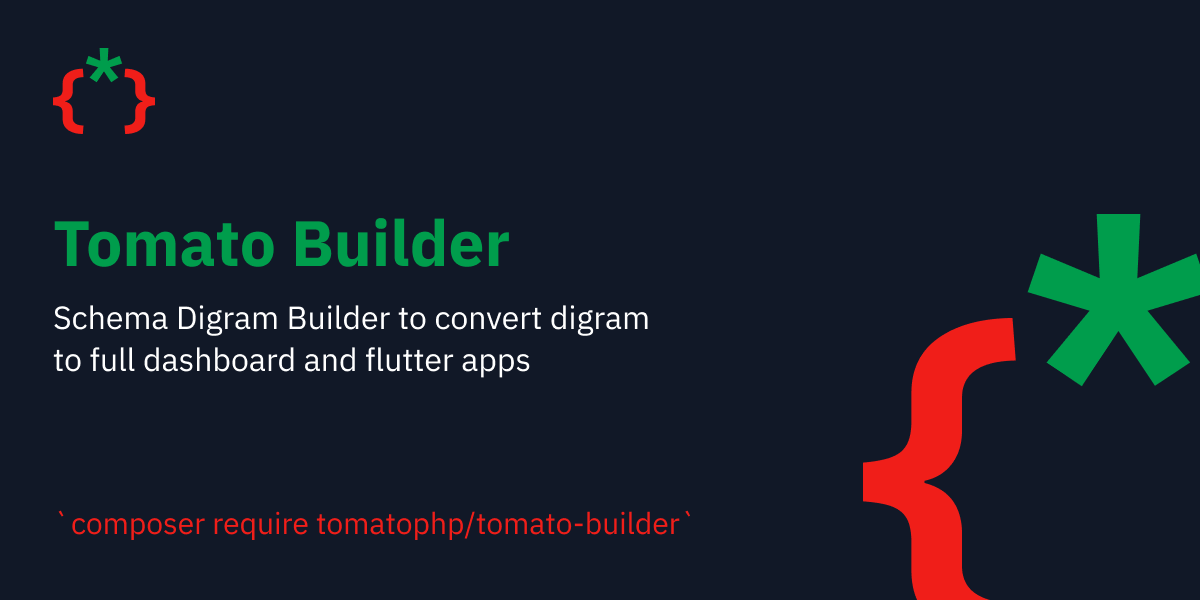 {*}
Tomato Builder
Schema Digram Builder to convert digram
to full dashboard and flutter apps
`composer require tomatophp/tomato-builder`